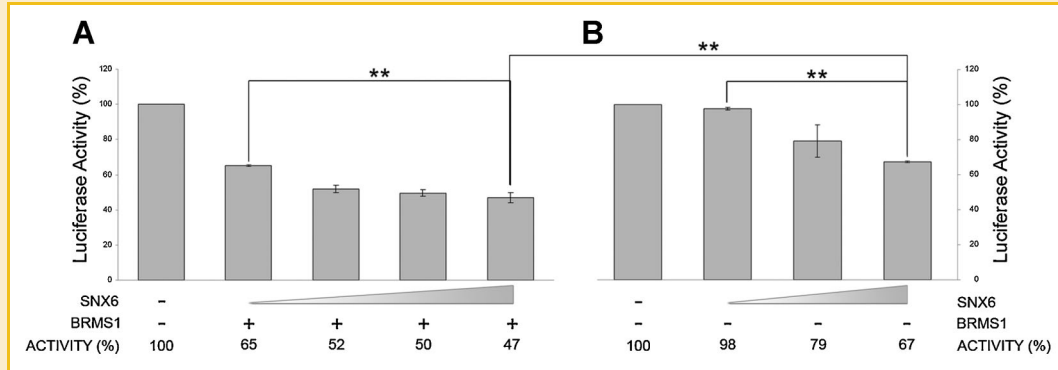 A
B
**
**
**
120
100
80
60
40
20
0
Luciferase Activity (%)
120
100
80
60
40
20
0
Luciferase Activity (%)
SNX6 -
BRMS1 - + + + +
ACTIVITY (%) 100 65 52 50 47
- SNX6
- - - - BRMS1
100 98 79 67 ACTIVITY (%)